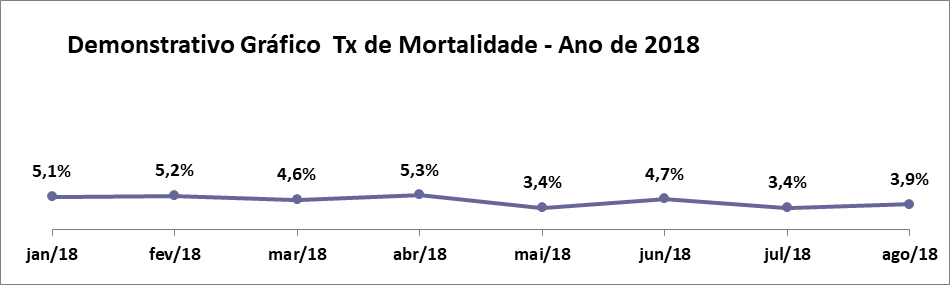 Demonstrativo Gráfico  Tx de Mortalidade - Ano de 2018
5,1% 5,2% 4,6% 5,3% 3,4% 4,7% 3,4% 3,9%
jan/18 fev/18 mar/18 abr/18 mai/18 jun/18 jul/18 ago/18